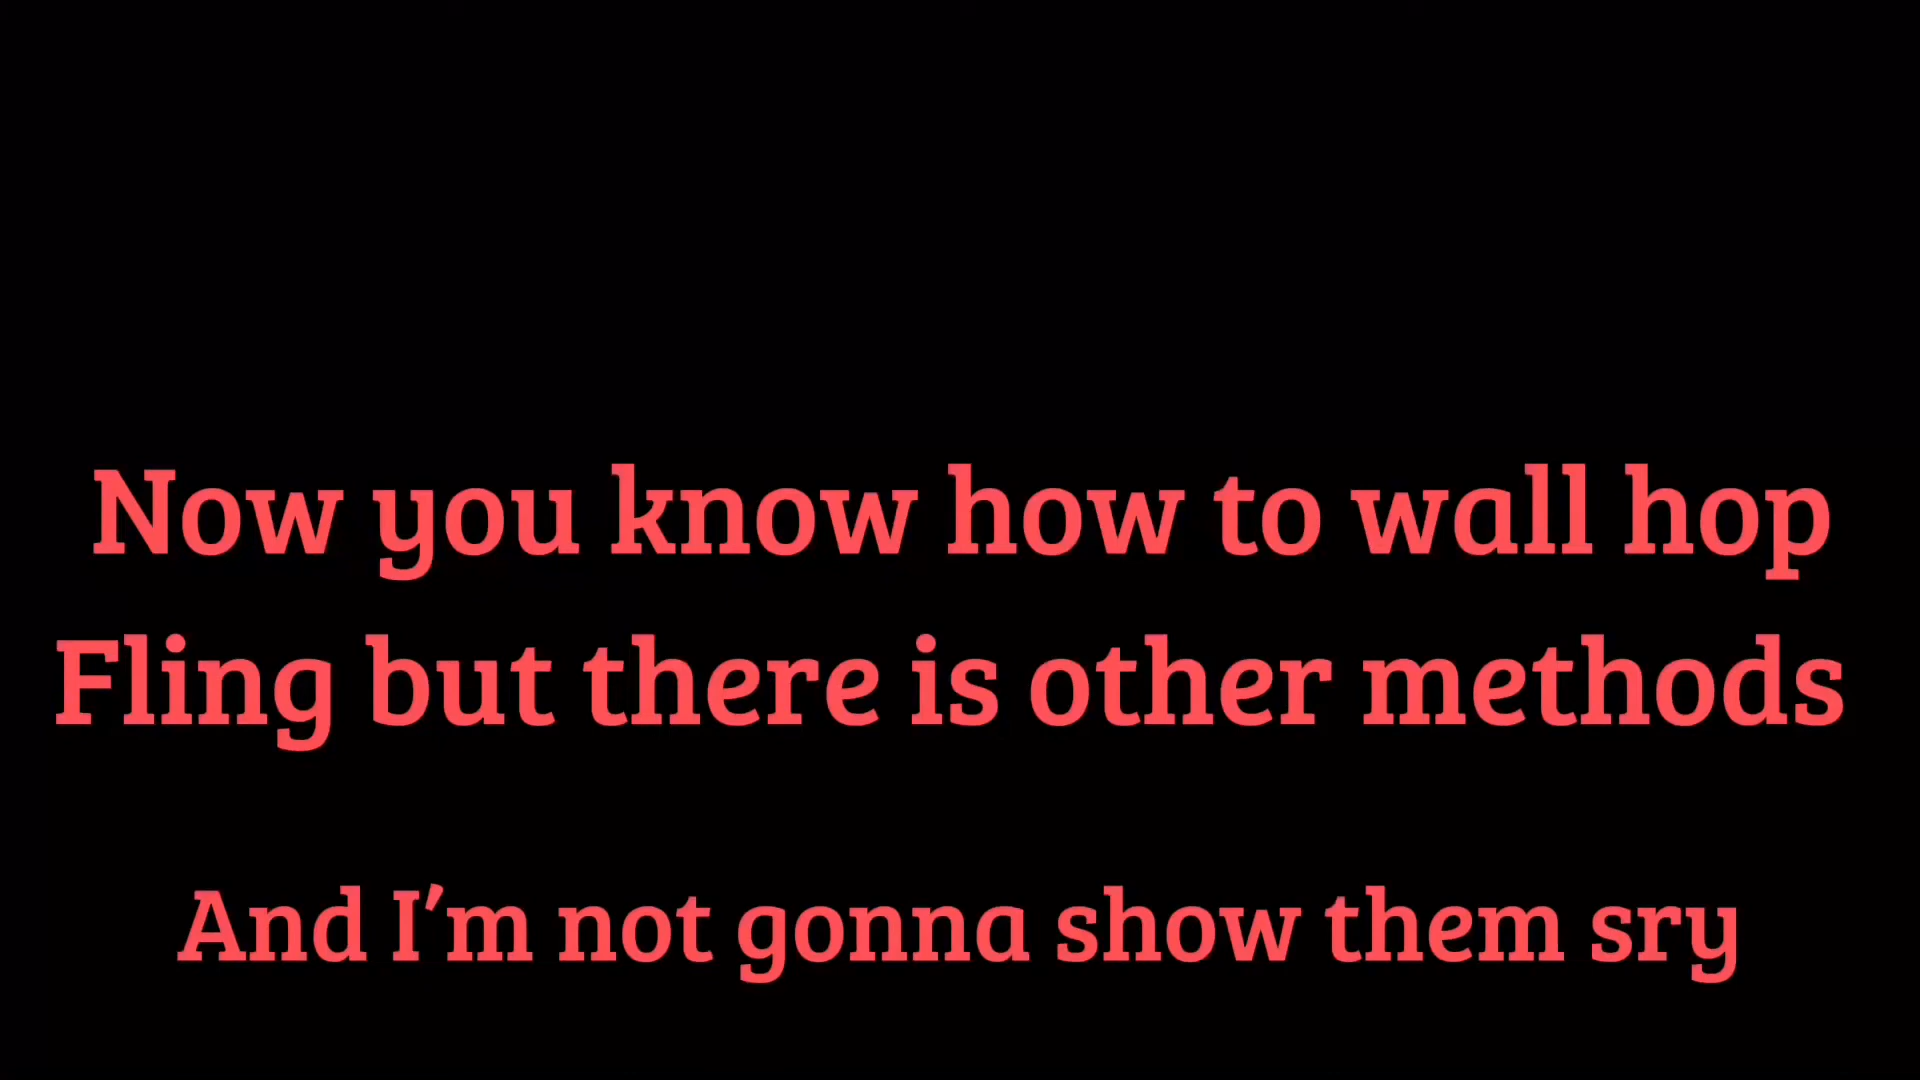 Now you know how to wall hop
Fling but there is other methods
And I’m not gonna show them sry